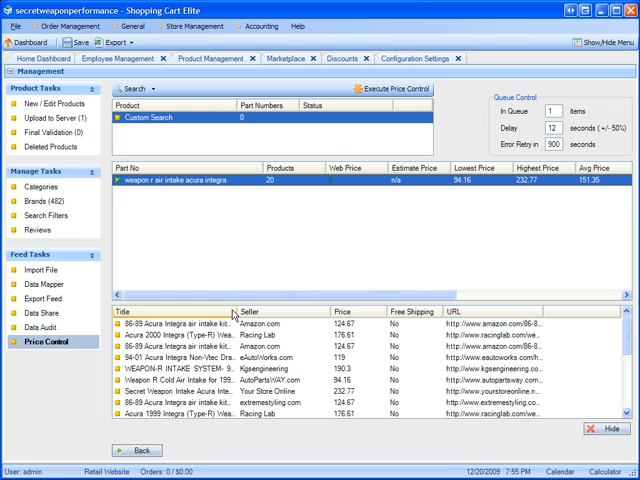 secretweaponperformance - Shopping Cart Elite
File Order Management General Store Management Accounting Help
Dashboard Save Export Show/Hide Menu
Home Dashboard Employee Management Product Management Marketplace Discounts Configuration Settings
Management
Product Tasks
New / Edit Products
Upload to Server (1)
Final Validation (0)
Deleted Products
Manage Tasks
Categories
Brands (482)
Search Filters
Reviews
Feed Tasks
Import File
Data Mapper
Export Feed
Data Share
Data Audit
Price Control
Search Execute Price Control
Product Part Numbers Status
Custom Search 0
Queue Control
In Queue 1 items
Delay 12 seconds (+/- 50%)
Error Retry in 900 seconds
Part No Products Web Price Estimate Price Lowest Price Highest Price Avg Price
weapon r air intake acura integra 20 n/a 94.16 232.77 151.35
Title Seller Price Free Shipping URL
86-89 Acura Integra air intake kit... Amazon.com 124.67 No http://www.amazon.com/86-8...
Acura 2000 Integra (Type-R) Wea... Racing Lab 176.61 No http://www.racinglab.com/we...
86-89 Acura Integra air intake kit... Amazon.com 124.67 No http://www.amazon.com/86-8...
94-01 Acura Integra Non-Vtec Dra... eAutoWorks.com 119 No http://www.eautoworks.com/h...
WEAPON-R INTAKE SYSTEM- 9... Kgsengineering 190.3 No http://www.kgsengineering.c...
Weapon R Cold Air Intake for 199... AutoPartsWAY.com 94.16 No http://www.autopartsway.com...
Secret Weapon Intake Acura Inte... Your Store Online 232.77 No http://www.yourstoreonline.n...
86-89 Acura Integra air intake kit... extremestyling.com 124.67 No http://www.extremestyling.co...
Acura 1999 Integra (Type-R) Wea... Racing Lab 176.61 No http://www.racinglab.com/we...
Hide
Back
User: admin Retail Website Orders: 0 / $0.00 12/20/2009 7:55 PM Calendar Calculator